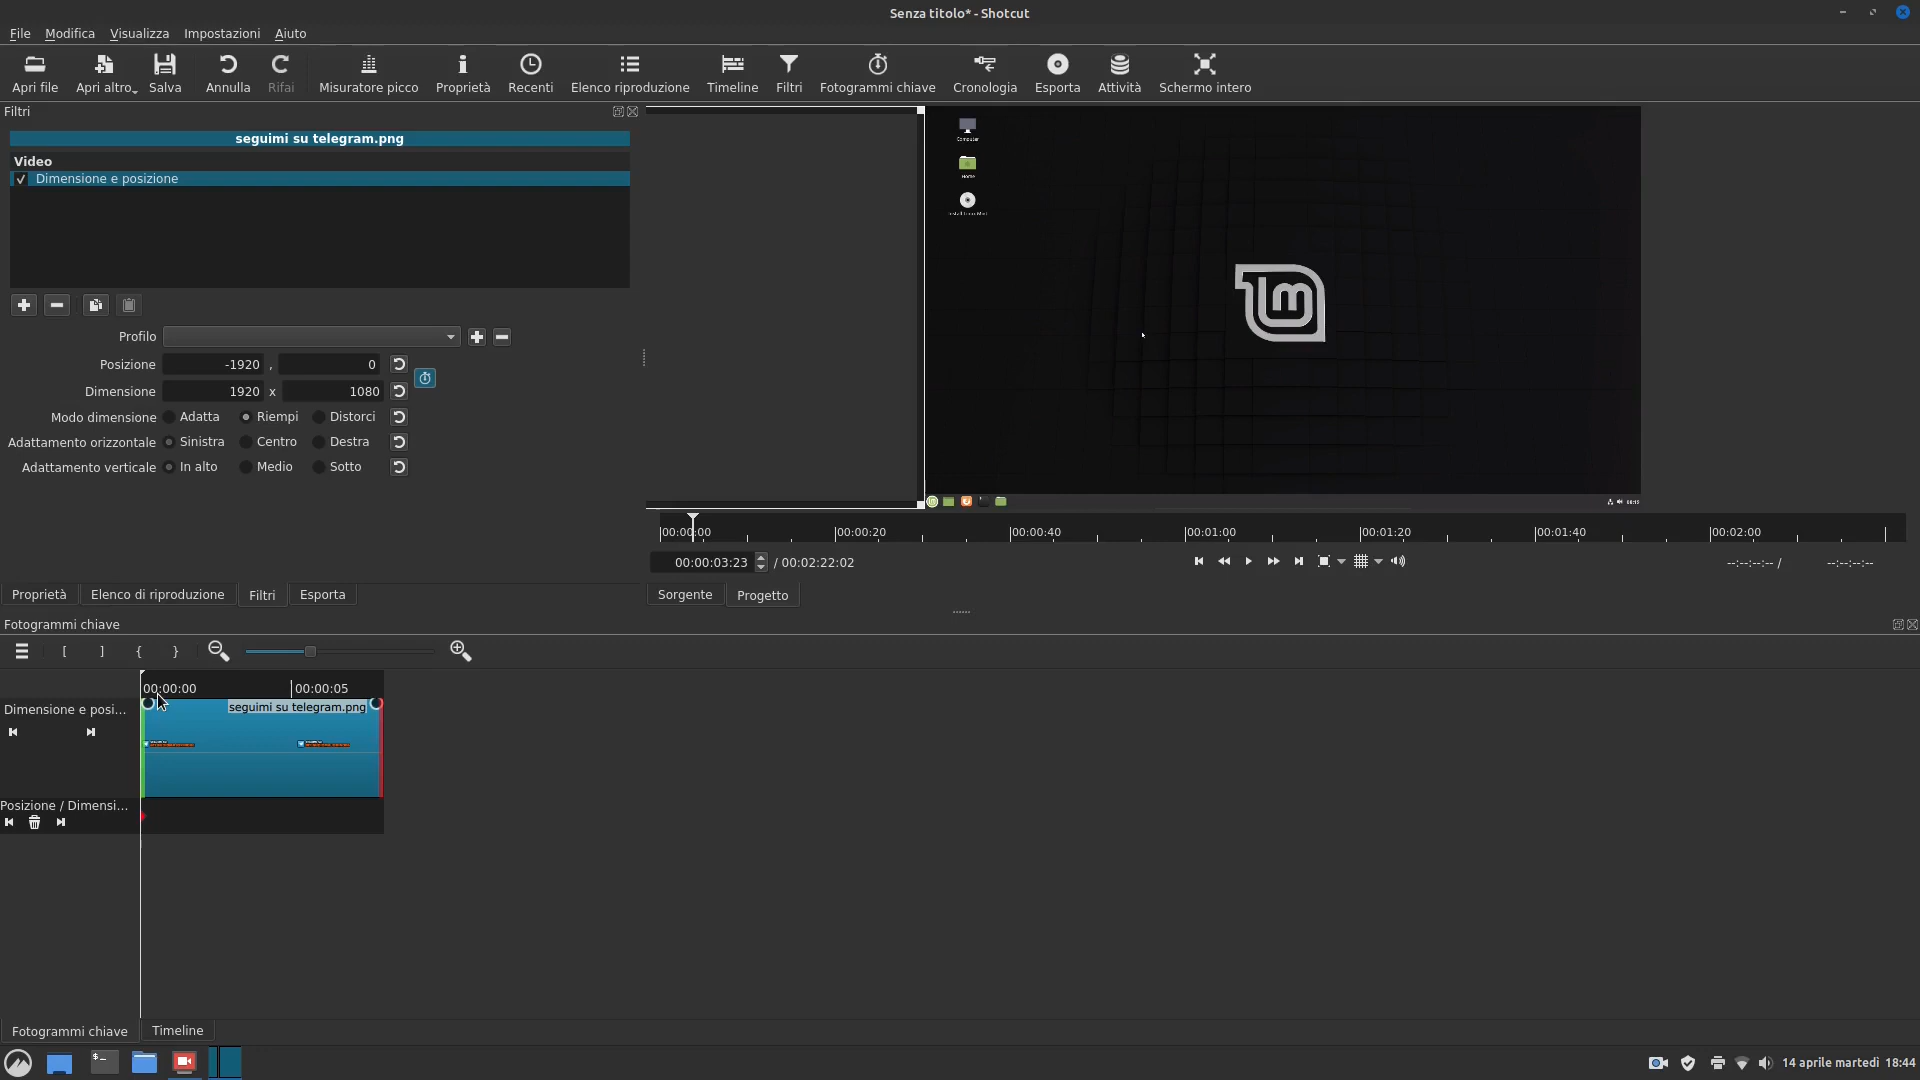 Senza titolo* - Shotcut
File Modifica Visualizza Impostazioni Aiuto
Apri file Apri altro Salva Annulla Rifai Misuratore picco Proprietà Recenti Elenco riproduzione Timeline Filtri Fotogrammi chiave Cronologia Esporta Attività Schermo intero
Filtri
seguimi su telegram.png
Video
Dimensione e posizione
Profilo
Posizione -1920 , 0
Dimensione 1920 x 1080
Modo dimensione Adatta Riempi Distorci
Adattamento orizzontale Sinistra Centro Destra
Adattamento verticale In alto Medio Sotto
Computer
Home
00:00:00 00:00:20 00:00:40 00:01:00 00:01:20 00:01:40 00:02:00
00:00:03:23 / 00:02:22:02 --:--:--:-- / --:--:--:--
Proprietà Elenco di riproduzione Filtri Esporta
Sorgente Progetto
Fotogrammi chiave
[ ] { }
00:00:00 00:00:05
Dimensione e posi...
seguimi su telegram.png
Posizione / Dimensi...
Fotogrammi chiave Timeline
14 aprile martedì 18:44